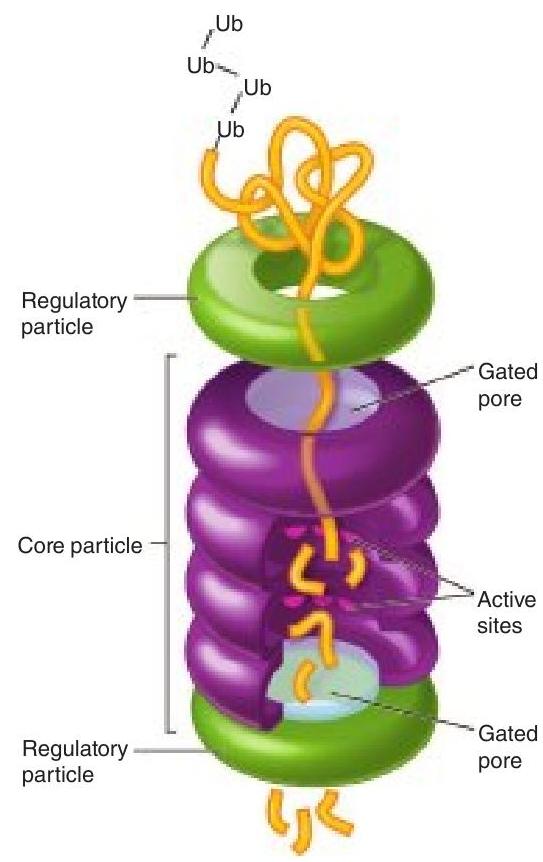 Ub
Ub
Ub
Ub
Regulatory
particle
Gated
pore
Core particle
Active
sites
Gated
pore
Regulatory
particle